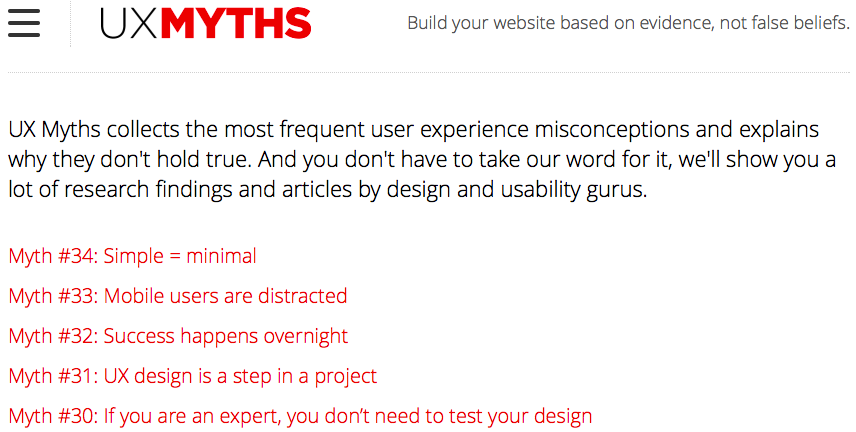 UXMYTHS
Build your website based on evidence, not false beliefs.
UX Myths collects the most frequent user experience misconceptions and explains
why they don't hold true. And you don't have to take our word for it, we'll show you a
lot of research findings and articles by design and usability gurus.
Myth #34: Simple = minimal
Myth #33: Mobile users are distracted
Myth #32: Success happens overnight
Myth #31: UX design is a step in a project
Myth #30: If you are an expert, you don’t need to test your design